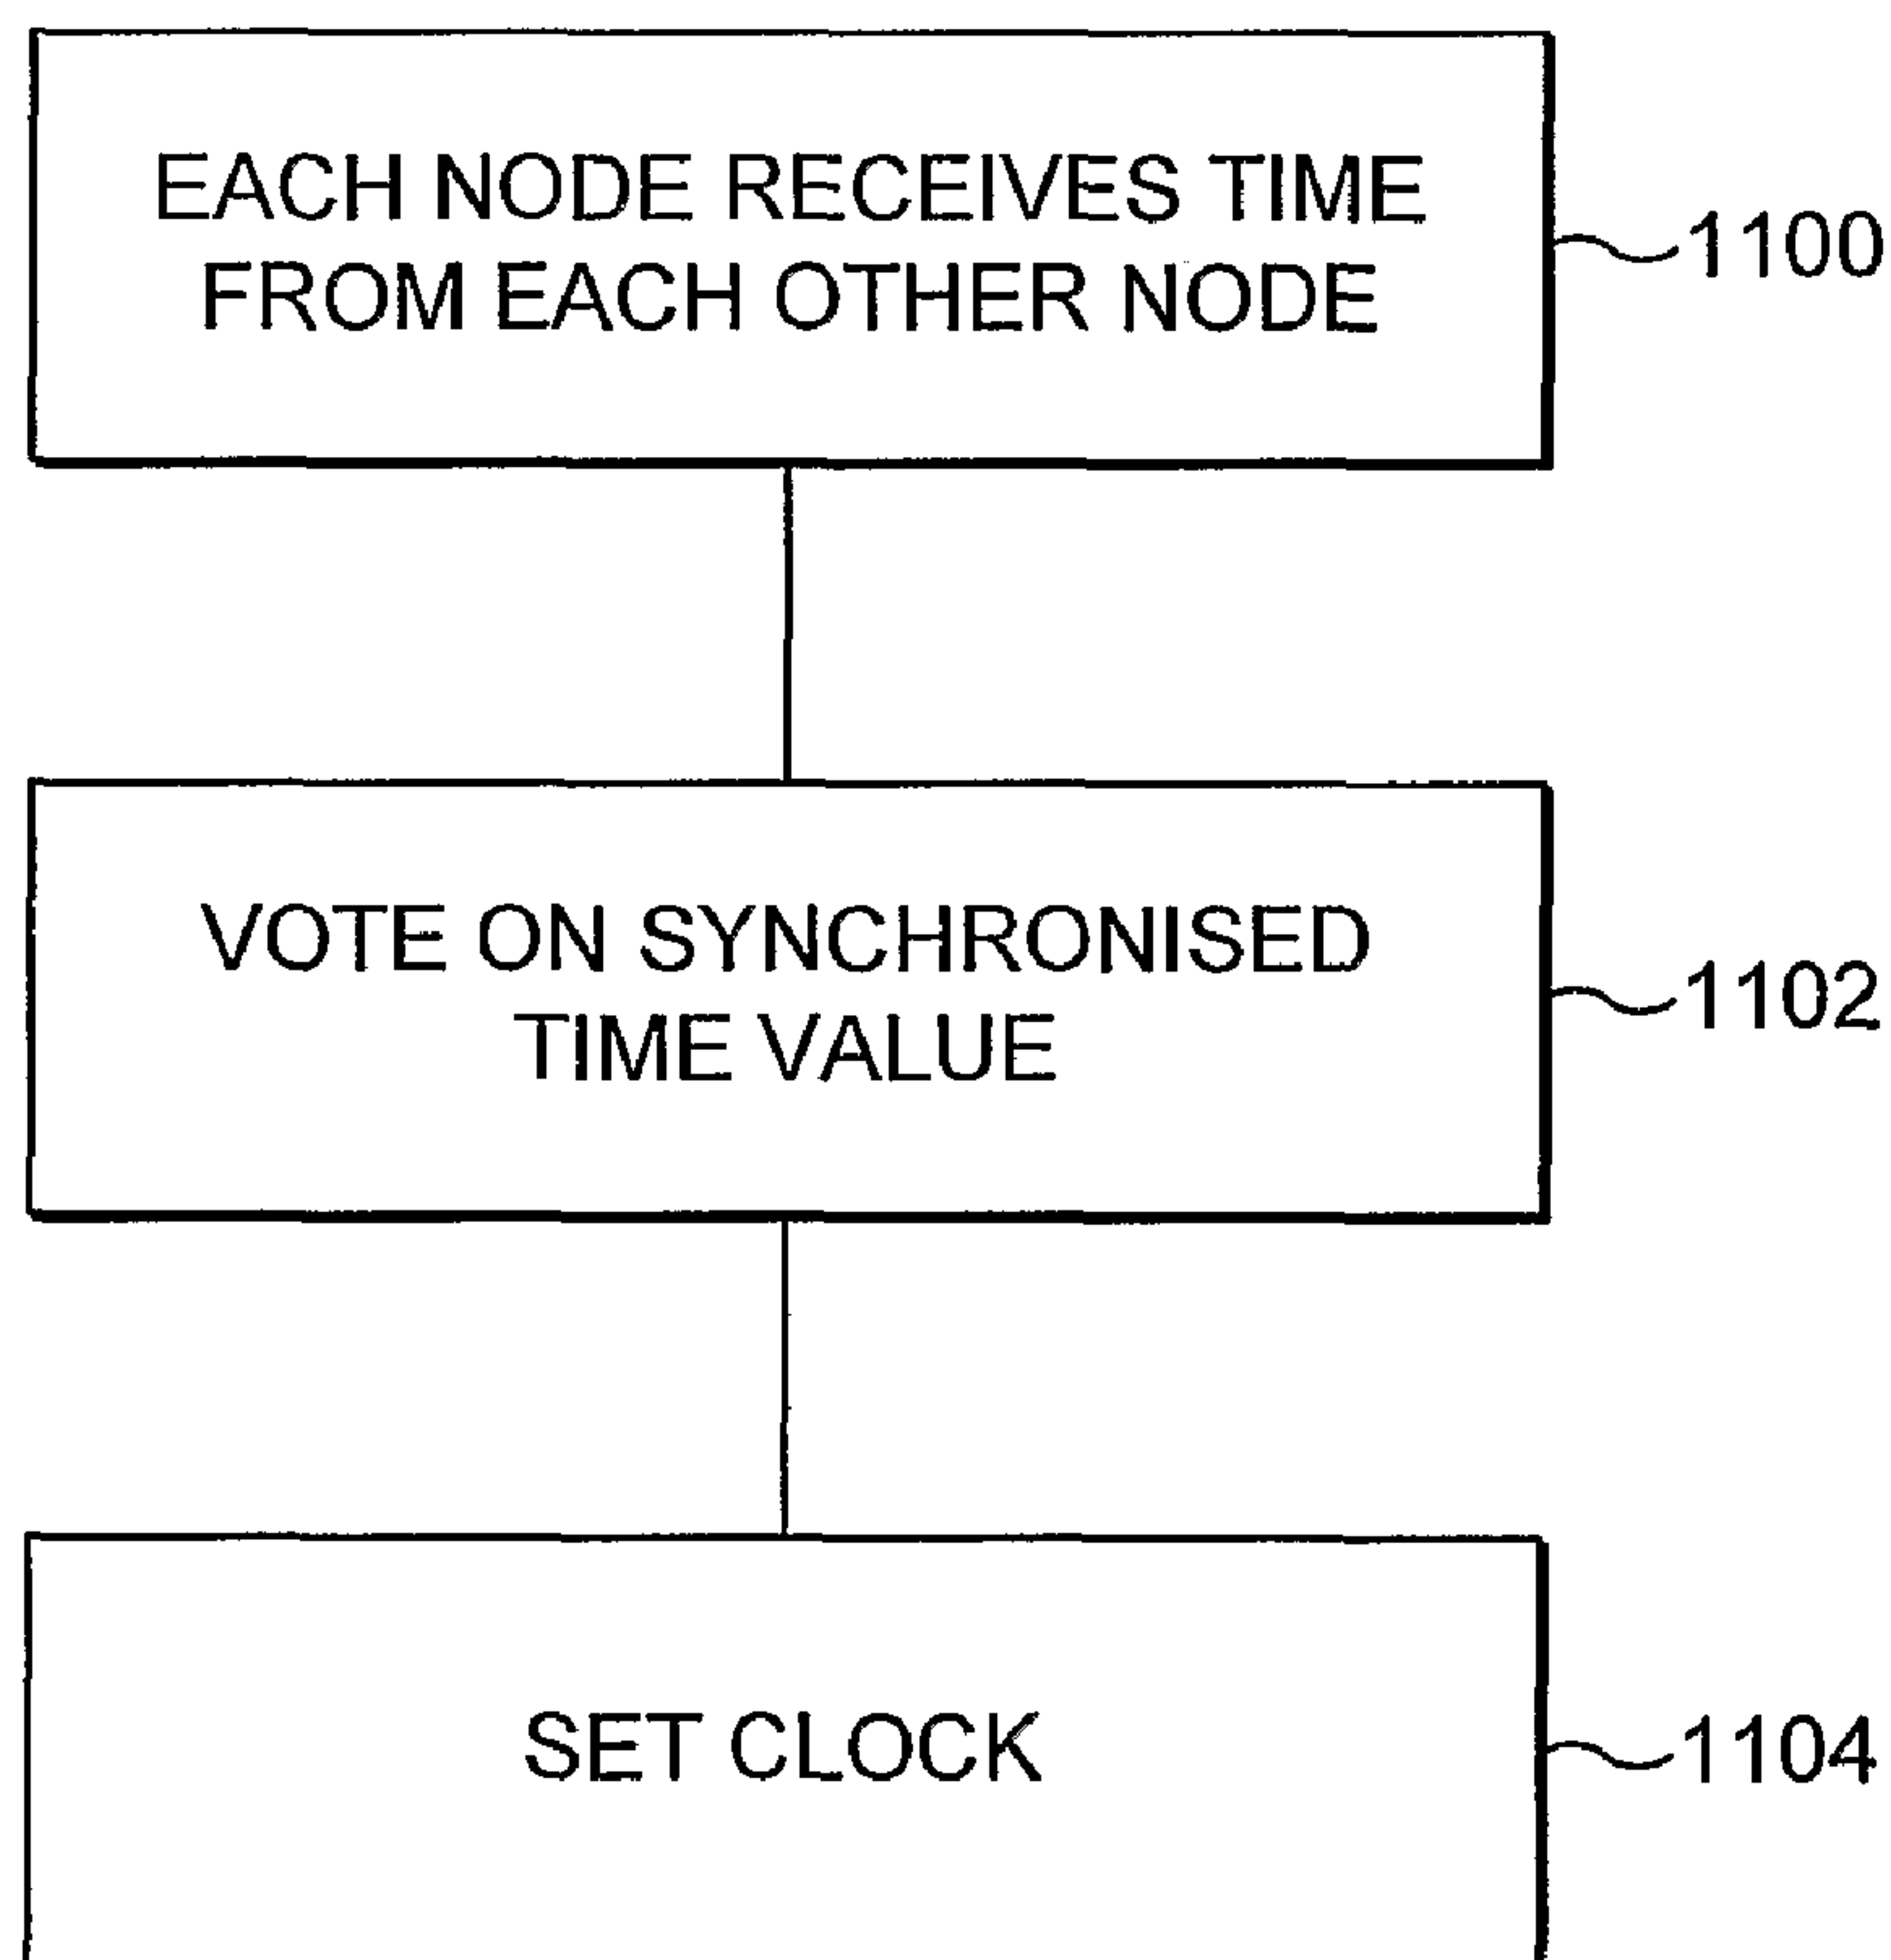 EACH NODE RECEIVES TIME
FROM EACH OTHER NODE
1100
VOTE ON SYNCHRONISED
TIME VALUE
1102
SET CLOCK
1104